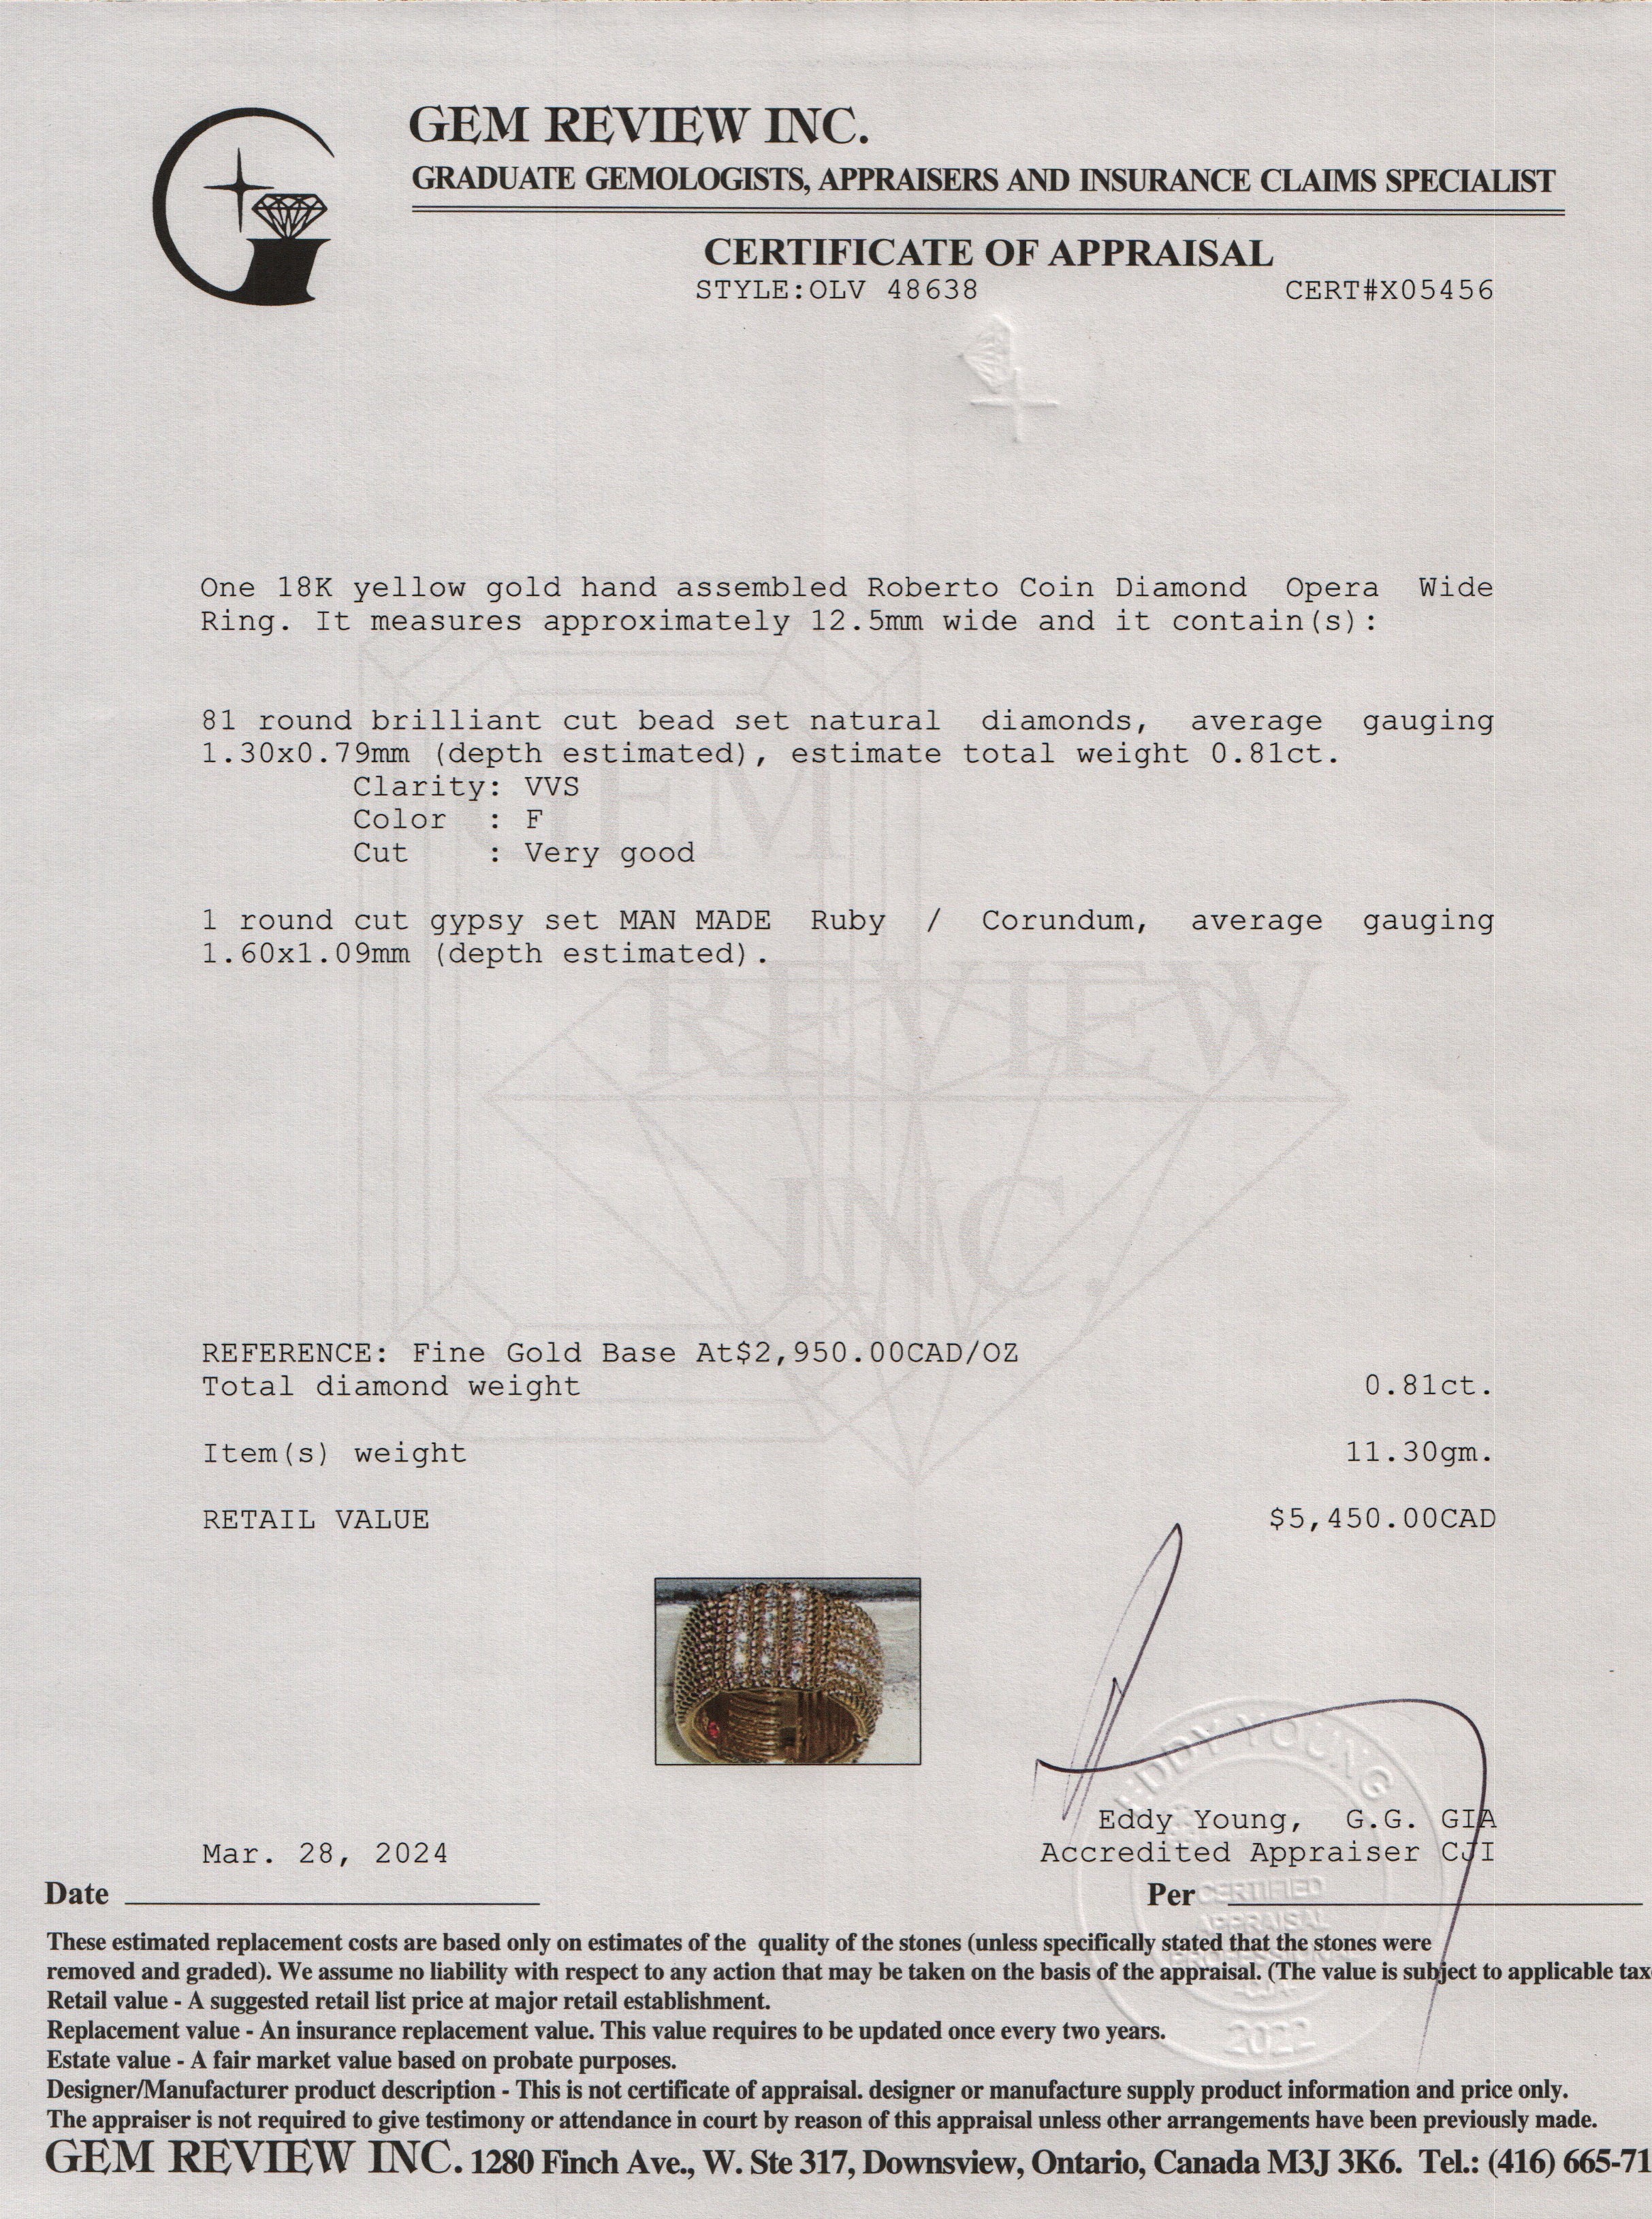 GEM REVIEW INC.
GRADUATE GEMOLOGISTS, APPRAISERS AND INSURANCE CLAIMS SPECIALIST
CERTIFICATE OF APPRAISAL
STYLE:OLV 48638 CERT#X05456
One 18K yellow gold hand assembled Roberto Coin Diamond Opera Wide
Ring. It measures approximately 12.5mm wide and it contain(s):
81 round brilliant cut bead set natural diamonds, average gauging
1.30x0.79mm (depth estimated), estimate total weight 0.81ct.
Clarity: VVS
Color : F
Cut : Very good
1 round cut gypsy set MAN MADE Ruby / Corundum, average gauging
1.60x1.09mm (depth estimated).
GEM
REVIEW
INC.
REFERENCE: Fine Gold Base At$2,950.00CAD/OZ
Total diamond weight 0.81ct.
Item(s) weight 11.30gm.
RETAIL VALUE $5,450.00CAD
EDDY YOUNG
Eddy Young, G.G. GIA
Mar. 28, 2024 Accredited Appraiser CJI
Date Per
CERTIFIED
APPRAISAL
PROFESSIONAL
2022
These estimated replacement costs are based only on estimates of the quality of the stones (unless specifically stated that the stones were
removed and graded). We assume no liability with respect to any action that may be taken on the basis of the appraisal. (The value is subject to applicable tax
Retail value - A suggested retail list price at major retail establishment.
Replacement value - An insurance replacement value. This value requires to be updated once every two years.
Estate value - A fair market value based on probate purposes.
Designer/Manufacturer product description - This is not certificate of appraisal. designer or manufacture supply product information and price only.
The appraiser is not required to give testimony or attendance in court by reason of this appraisal unless other arrangements have been previously made.
GEM REVIEW INC. 1280 Finch Ave., W. Ste 317, Downsview, Ontario, Canada M3J 3K6. Tel.: (416) 665-71